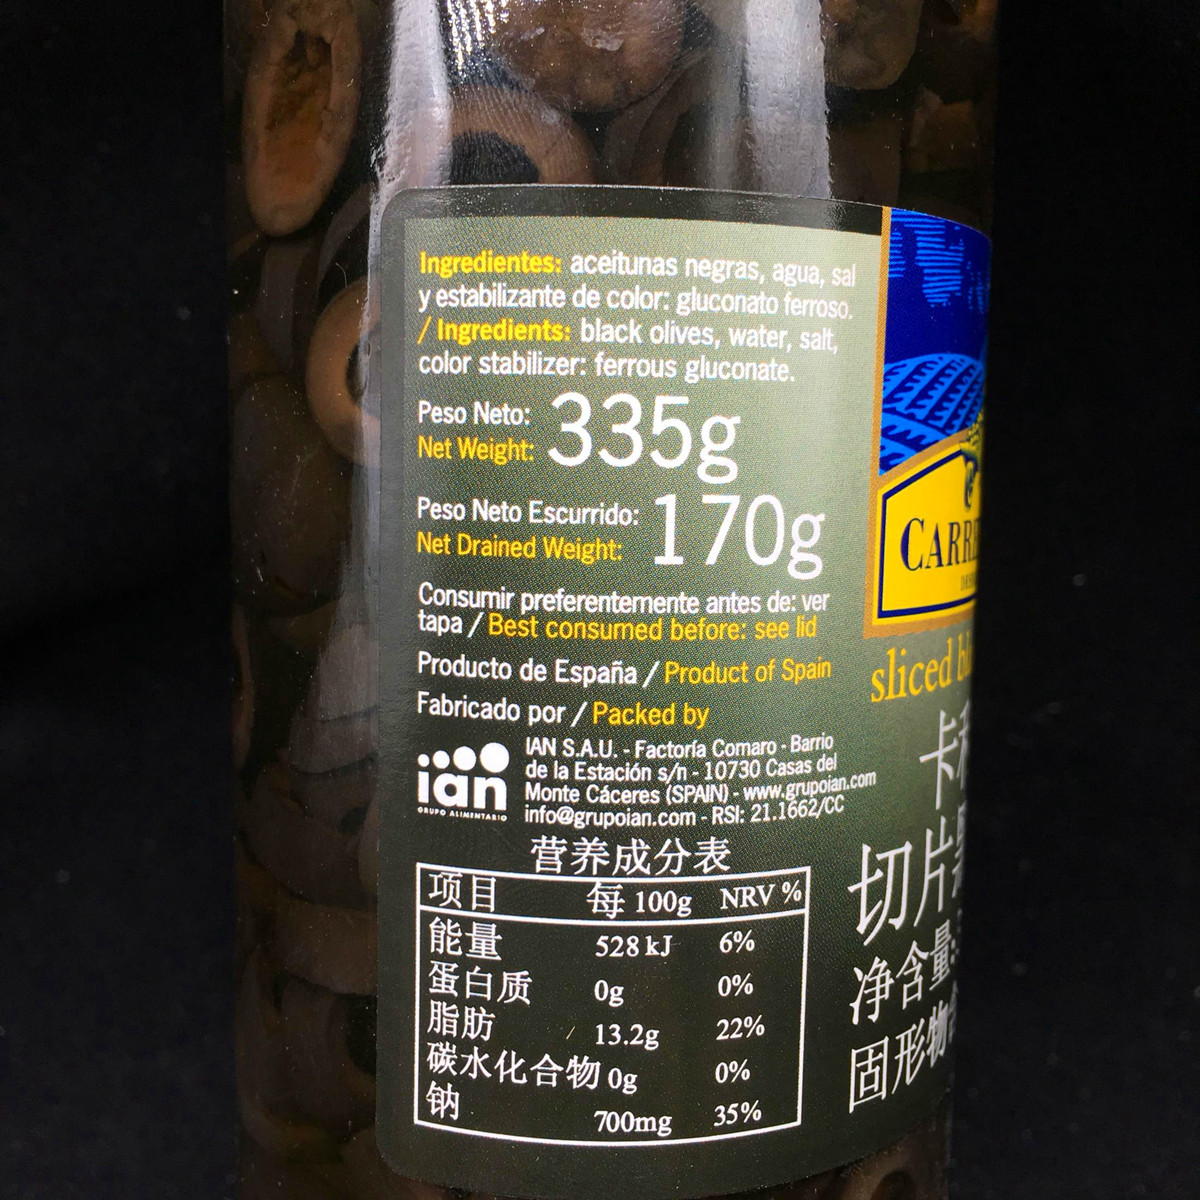 Ingredientes: aceitunas negras, agua, sal
y estabilizante de color: gluconato ferroso.
/ Ingredients: black olives, water, salt,
color stabilizer: ferrous gluconate.
Peso Neto: 335g
Net Weight:
Peso Neto Escurrido: 170g
Net Drained Weight:
Consumir preferentemente antes de: ver
tapa / Best consumed before: see lid
Producto de España / Product of Spain
Fabricado por / Packed by
ian
GRUPO ALIMENTARIO
IAN S.A.U. - Factoría Comaro - Barrio
de la Estación s/n - 10730 Casas del
Monte Cáceres (SPAIN) - www.grupoian.com
info@grupoian.com - RSI: 21.1662/CC
营养成分表
项目 每 100g NRV %
能量 528 kJ 6%
蛋白质 0g 0%
脂肪 13.2g 22%
碳水化合物 0g 0%
钠 700mg 35%
sliced
切片
净含量:
固形物